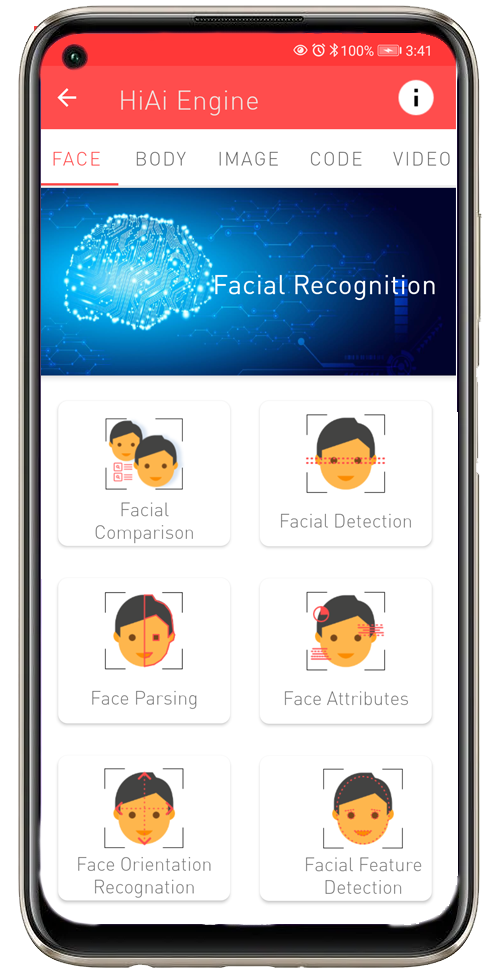 100% 3:41
HiAi Engine
FACE BODY IMAGE CODE VIDEO
Facial Recognition
Facial
Comparison
Facial Detection
Face Parsing
Face Attributes
Face Orientation
Recognation
Facial Feature
Detection